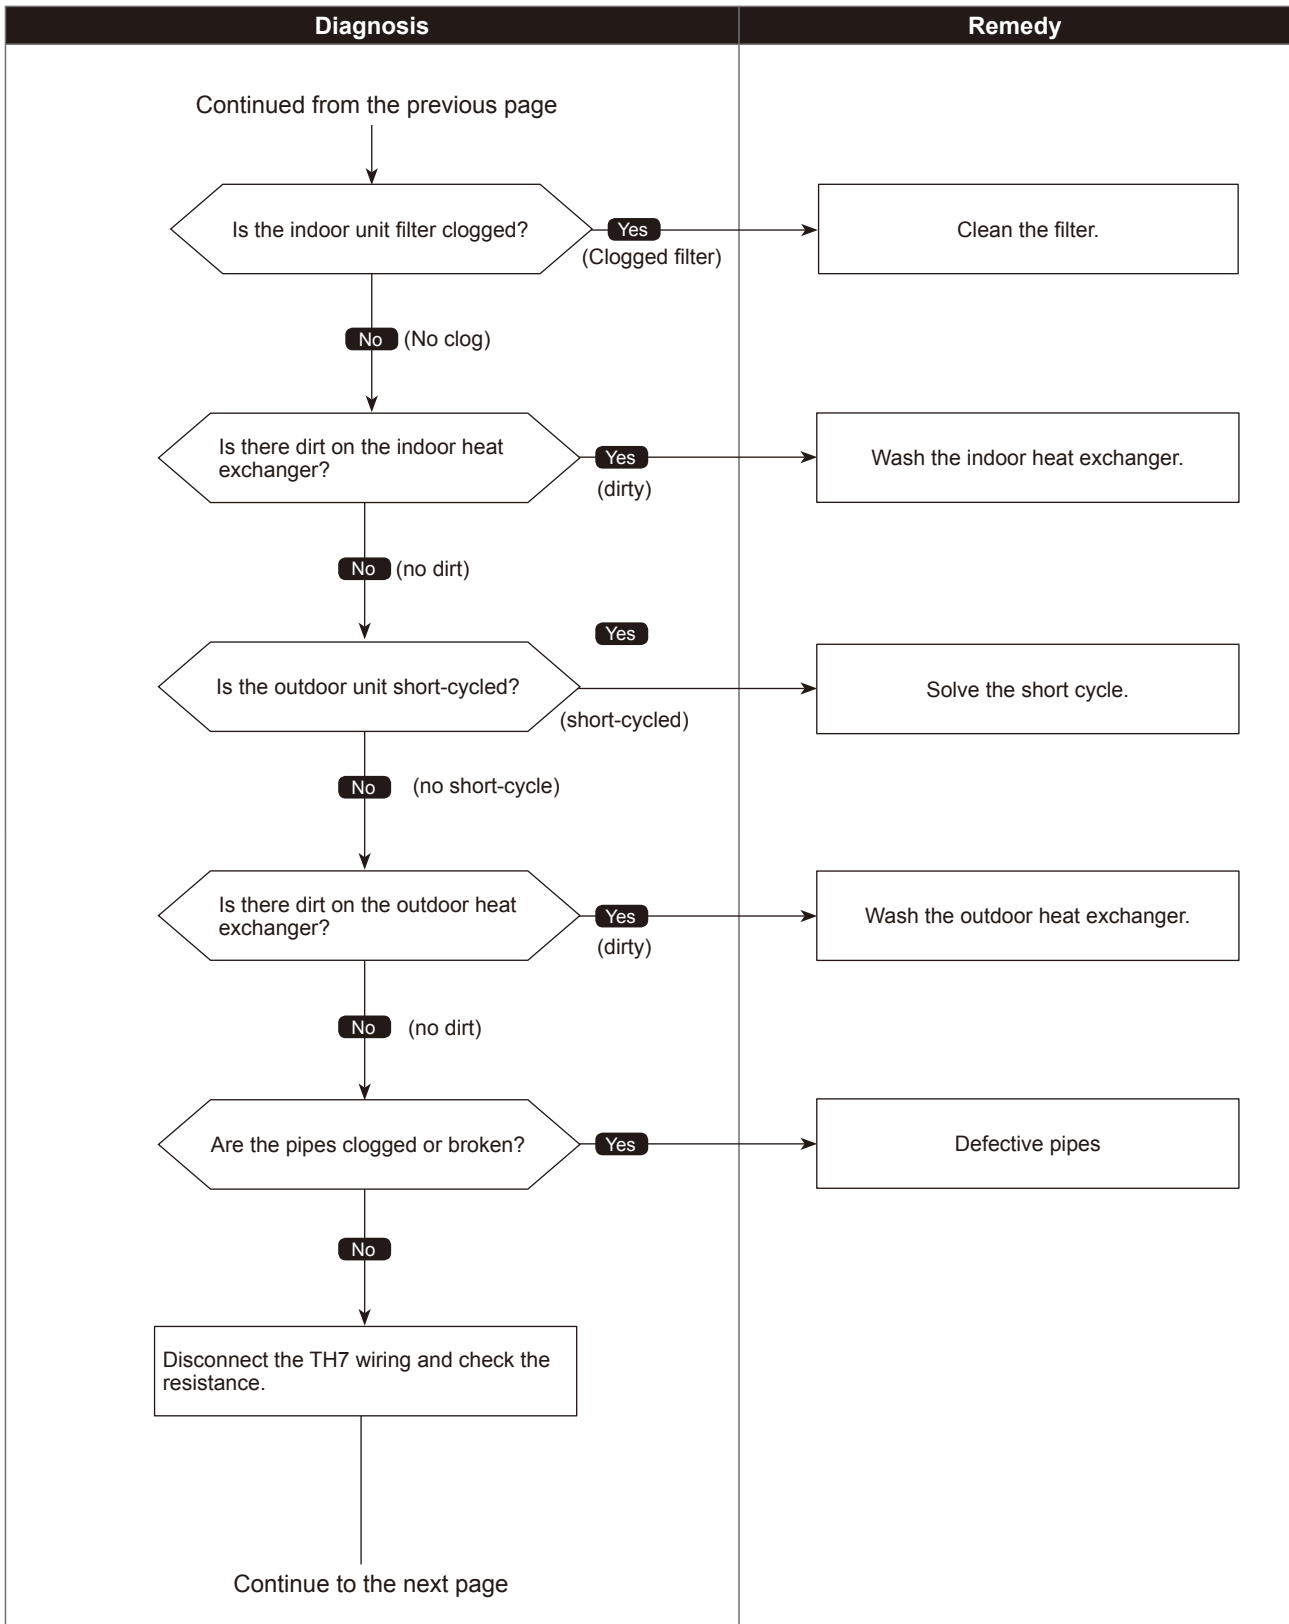 Diagnosis
Remedy
Continued from the previous page
Is the indoor unit filter clogged?
Yes
(Clogged filter)
Clean the filter.
No
(No clog)
Is there dirt on the indoor heat
exchanger?
Yes
(dirty)
Wash the indoor heat exchanger.
No
(no dirt)
Yes
Is the outdoor unit short-cycled?
(short-cycled)
Solve the short cycle.
No
(no short-cycle)
Is there dirt on the outdoor heat
exchanger?
Yes
(dirty)
Wash the outdoor heat exchanger.
No
(no dirt)
Are the pipes clogged or broken?
Yes
Defective pipes
No
Disconnect the TH7 wiring and check the
resistance.
Continue to the next page